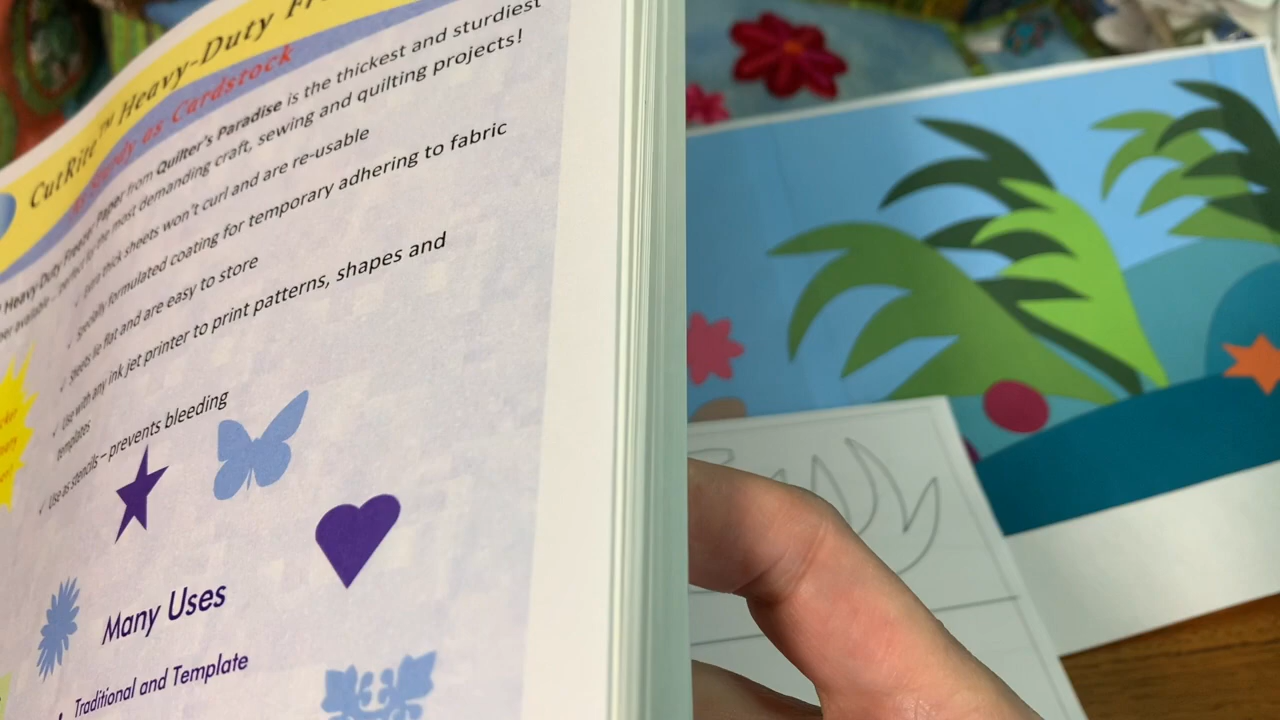 CutRite™ Heavy-Duty
as Sturdy as Cardstock
Heavy-Duty Freezer Paper from Quilter's Paradise is the thickest and sturdiest
available – perfect for the most demanding craft, sewing and quilting projects!
✓ Extra thick sheets won't curl and are re-usable
✓ Specially formulated coating for temporary adhering to fabric
✓ Sheets lie flat and are easy to store
✓ Use with any ink jet printer to print patterns, shapes and
templates
✓ Use as stencils – prevents bleeding
Many Uses
Traditional and Template